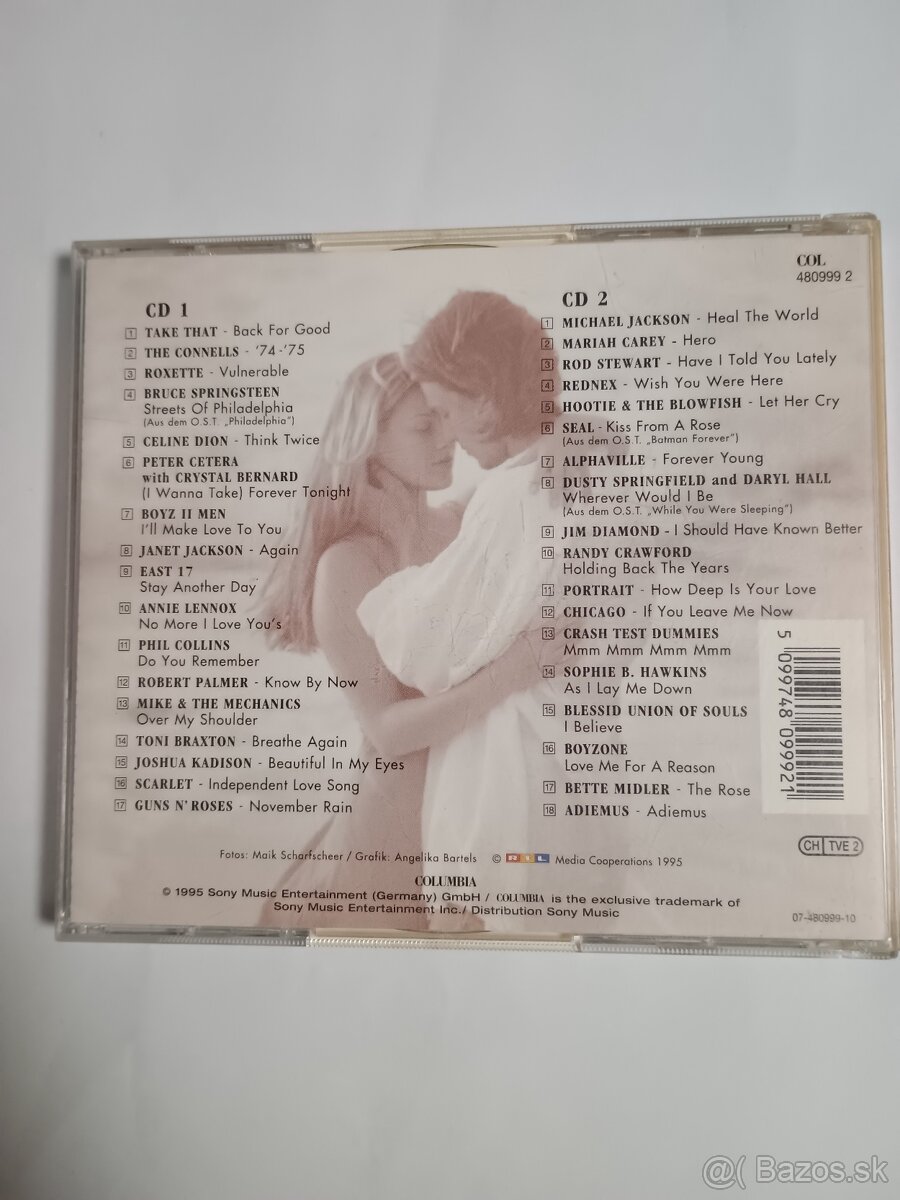 COL
480999 2
CD 1
1 TAKE THAT - Back For Good
2 THE CONNELLS - '74-'75
3 ROXETTE - Vulnerable
4 BRUCE SPRINGSTEEN
Streets Of Philadelphia
(Aus dem O.S.T. „Philadelphia")
5 CELINE DION - Think Twice
6 PETER CETERA
with CRYSTAL BERNARD
(I Wanna Take) Forever Tonight
7 BOYZ II MEN
I'll Make Love To You
8 JANET JACKSON - Again
9 EAST 17
Stay Another Day
10 ANNIE LENNOX
No More I Love You's
11 PHIL COLLINS
Do You Remember
12 ROBERT PALMER - Know By Now
13 MIKE & THE MECHANICS
Over My Shoulder
14 TONI BRAXTON - Breathe Again
15 JOSHUA KADISON - Beautiful In My Eyes
16 SCARLET - Independent Love Song
17 GUNS N' ROSES - November Rain
CD 2
1 MICHAEL JACKSON - Heal The World
2 MARIAH CAREY - Hero
3 ROD STEWART - Have I Told You Lately
4 REDNEX - Wish You Were Here
5 HOOTIE & THE BLOWFISH - Let Her Cry
6 SEAL - Kiss From A Rose
(Aus dem O.S.T. „Batman Forever")
7 ALPHAVILLE - Forever Young
8 DUSTY SPRINGFIELD and DARYL HALL
Wherever Would I Be
(Aus dem O.S.T. „While You Were Sleeping")
9 JIM DIAMOND - I Should Have Known Better
10 RANDY CRAWFORD
Holding Back The Years
11 PORTRAIT - How Deep Is Your Love
12 CHICAGO - If You Leave Me Now
13 CRASH TEST DUMMIES
Mmm Mmm Mmm Mmm
14 SOPHIE B. HAWKINS
As I Lay Me Down
15 BLESSID UNION OF SOULS
I Believe
16 BOYZONE
Love Me For A Reason
17 BETTE MIDLER - The Rose
18 ADIEMUS - Adiemus
5 099748 099921
CH TVE 2
Fotos: Maik Scharfscheer / Grafik: Angelika Bartels © RTL Media Cooperations 1995
COLUMBIA
© 1995 Sony Music Entertainment (Germany) GmbH / COLUMBIA is the exclusive trademark of
Sony Music Entertainment Inc./ Distribution Sony Music
07-480999-10
@( Bazos.sk